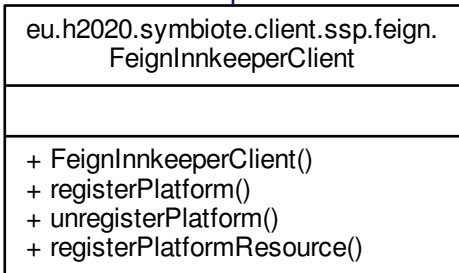 eu.h2020.symbiote.client.ssp.feign.
FeignInnkeeperClient
+ FeignInnkeeperClient()
+ registerPlatform()
+ unregisterPlatform()
+ registerPlatformResource()